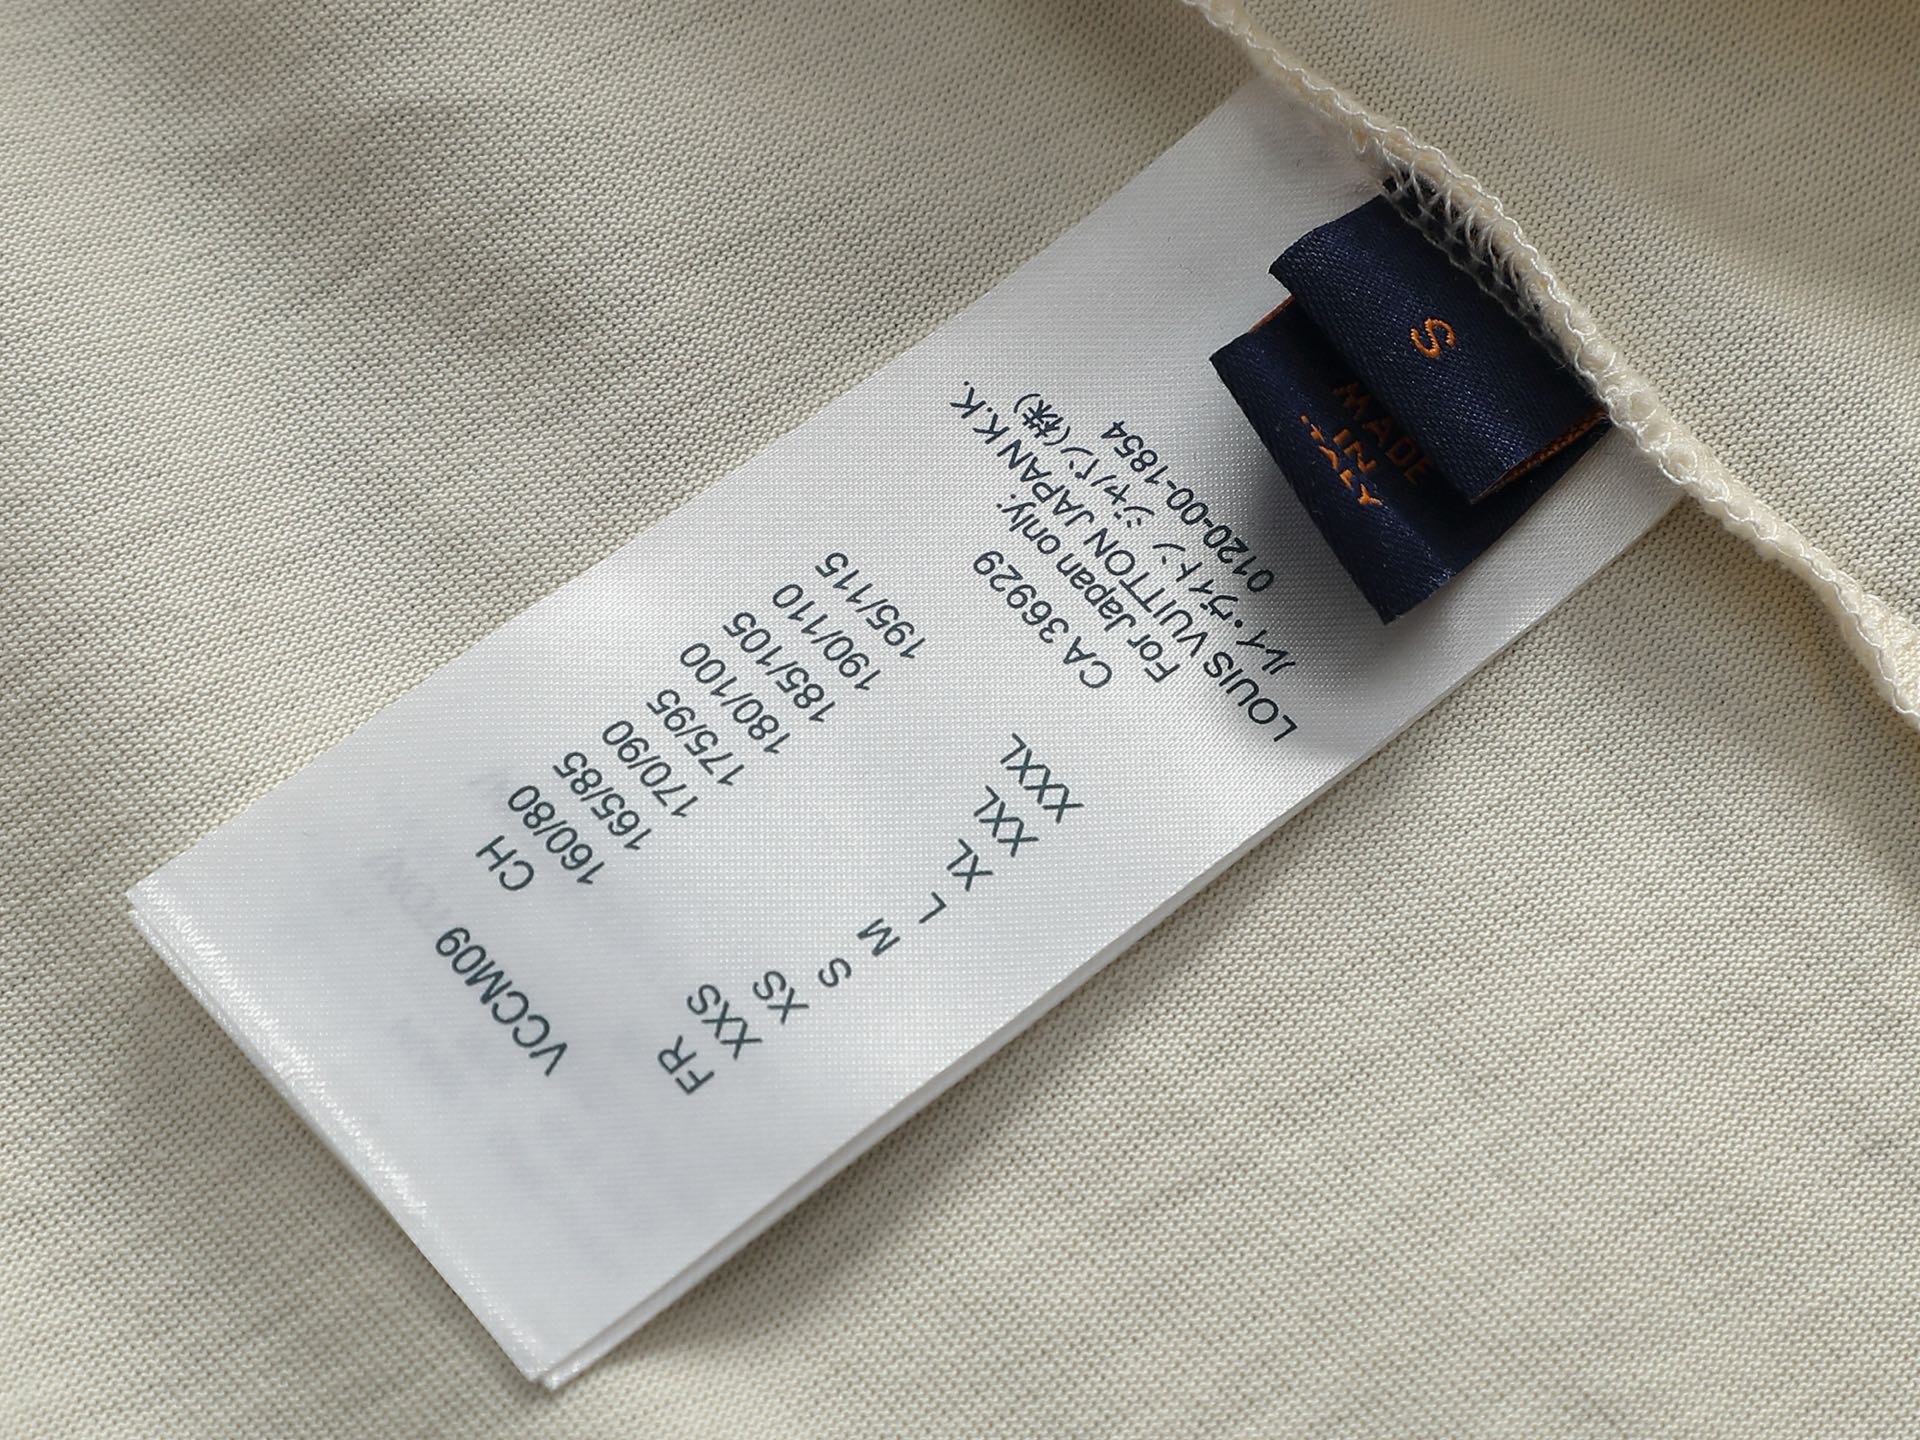 VCCM09
FR CH
XXS 160/80
XS 165/85
S 170/90
M 175/95
L 180/100
XL 185/105
XXL 190/110
XXXL 195/115
CA 36929
For Japan only:
LOUIS VUITTON JAPAN K.K.
ルイ・ヴィトン ジャパン(株)
0120-00-1854
S
MADE
IN